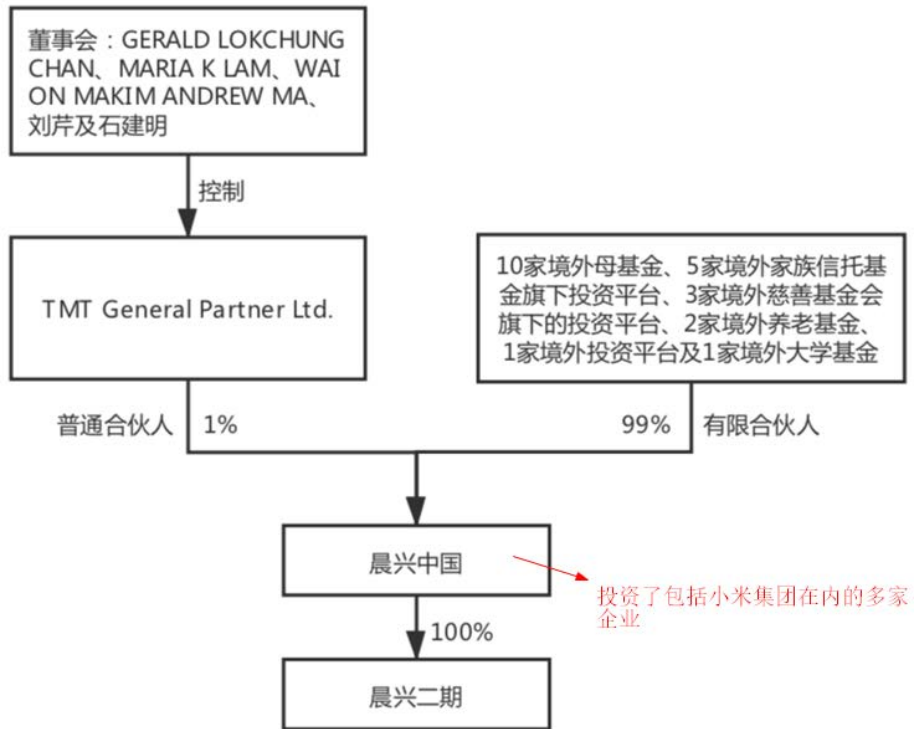 董事会：GERALD LOKCHUNG
CHAN、MARIA K LAM、WAI
ON MAKIM ANDREW MA、
刘芹及石建明
控制
TMT General Partner Ltd.
10家境外母基金、5家境外家族信托基
金旗下投资平台、3家境外慈善基金会
旗下的投资平台、2家境外养老基金、
1家境外投资平台及1家境外大学基金
普通合伙人
1%
99%
有限合伙人
晨兴中国
投资了包括小米集团在内的多家
企业
100%
晨兴二期